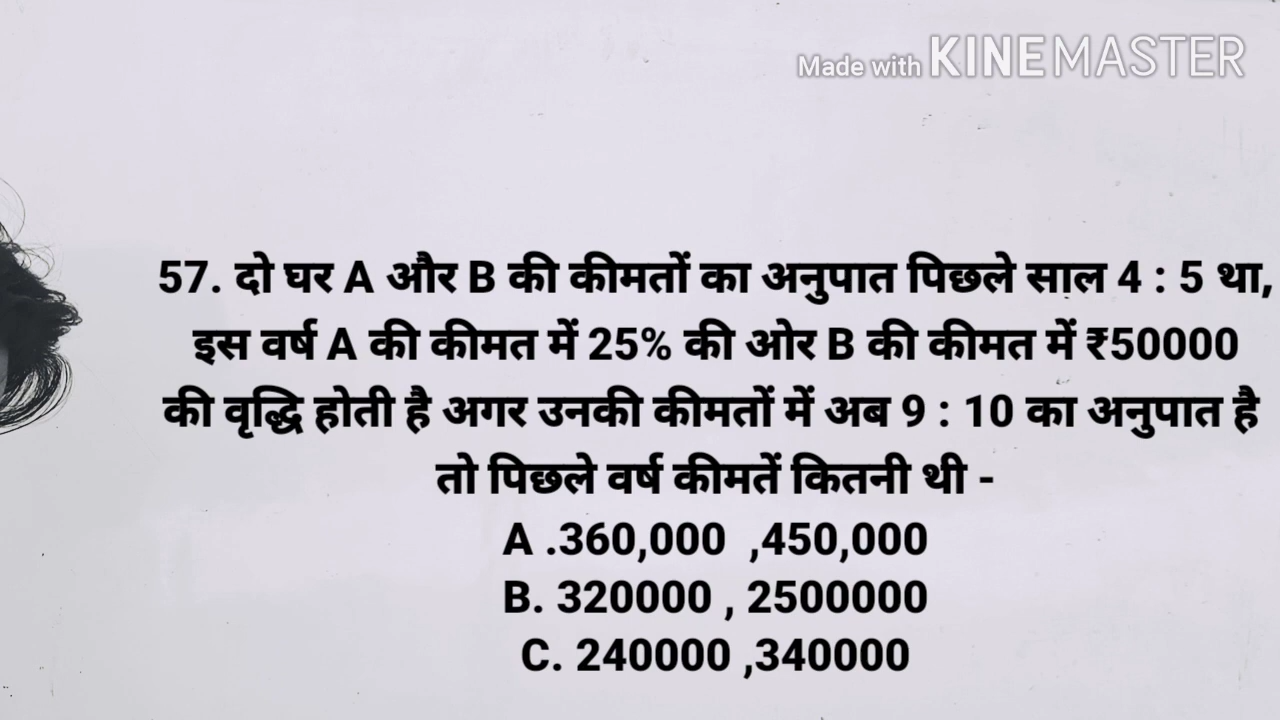 Made with KINEMASTER
57. दो घर A और B की कीमतों का अनुपात पिछले साल 4 : 5 था,
इस वर्ष A की कीमत में 25% की ओर B की कीमत में ₹50000
की वृद्धि होती है अगर उनकी कीमतों में अब 9 : 10 का अनुपात है
तो पिछले वर्ष कीमतें कितनी थी -
A .360,000 ,450,000
B. 320000 , 2500000
C. 240000 ,340000